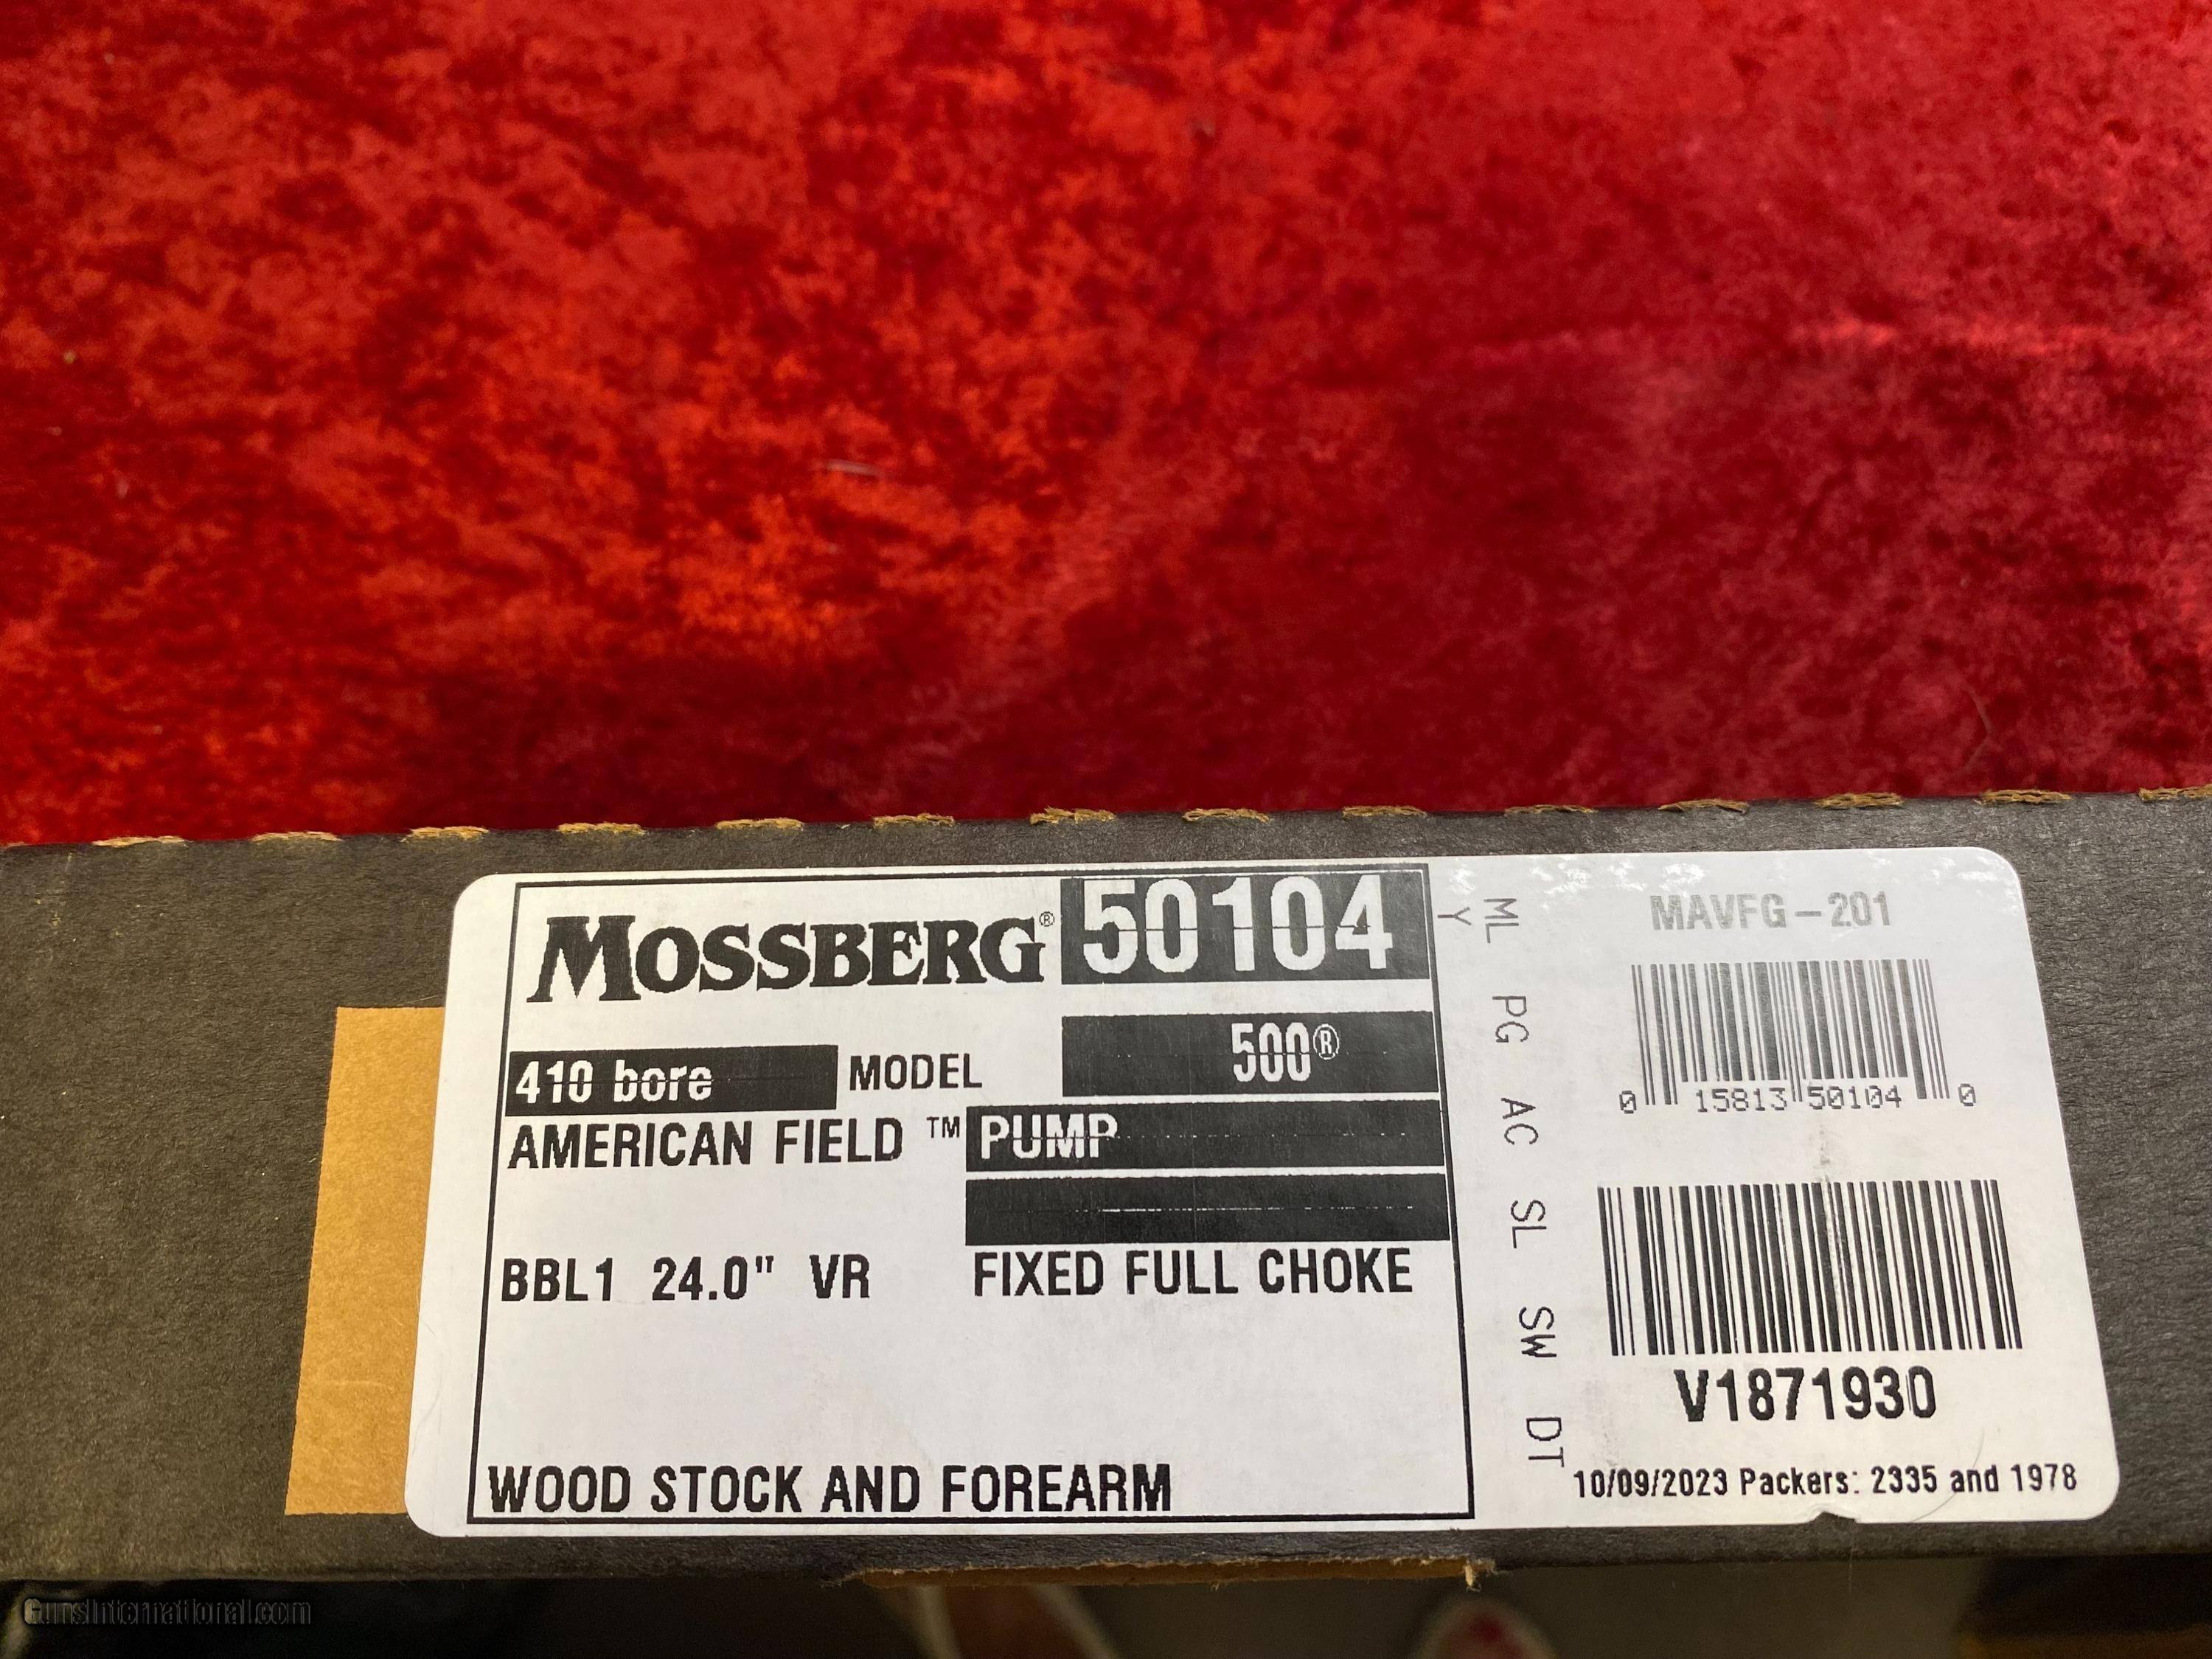 MOSSBERG® 50104
410 bore MODEL 500®
AMERICAN FIELD ™ PUMP
BBL1 24.0" VR FIXED FULL CHOKE
WOOD STOCK AND FOREARM
ML PG AC SL SW DT
Y
MAVFG-201
0 15813 50104 0
V1871930
10/09/2023 Packers: 2335 and 1978
GunsInternational.com